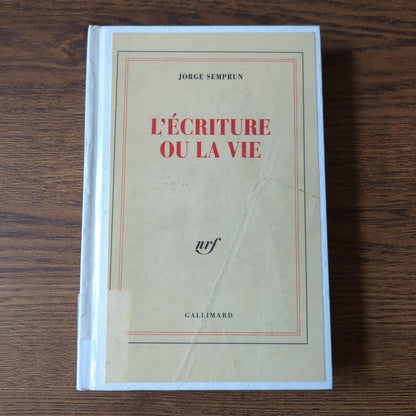 JORGE SEMPRUN
L'ÉCRITURE
OU LA VIE
nrf
GALLIMARD